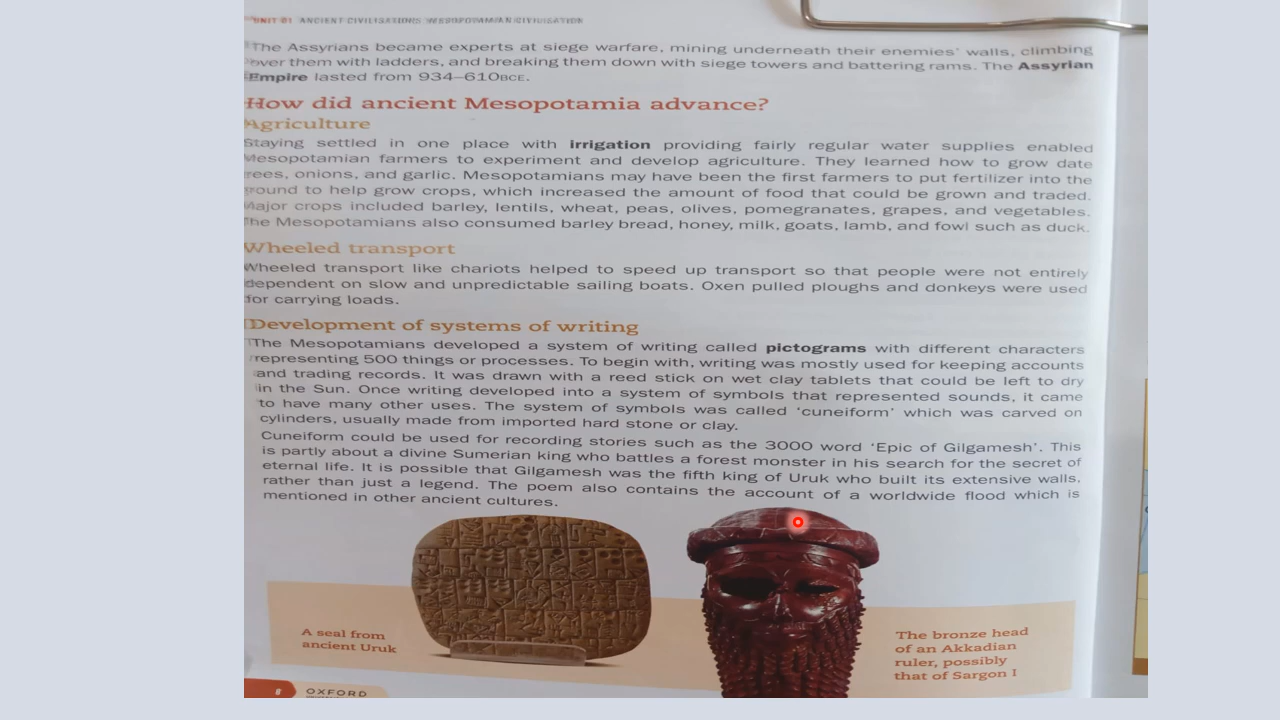 UNIT 01 ANCIENT CIVILISATIONS: MESOPOTAMIAN CIVILISATION
The Assyrians became experts at siege warfare, mining underneath their enemies' walls, climbing
over them with ladders, and breaking them down with siege towers and battering rams. The Assyrian
Empire lasted from 934–610BCE.
How did ancient Mesopotamia advance?
Agriculture
Staying settled in one place with irrigation providing fairly regular water supplies enabled
Mesopotamian farmers to experiment and develop agriculture. They learned how to grow date
trees, onions, and garlic. Mesopotamians may have been the first farmers to put fertilizer into the
ground to help grow crops, which increased the amount of food that could be grown and traded.
Major crops included barley, lentils, wheat, peas, olives, pomegranates, grapes, and vegetables.
The Mesopotamians also consumed barley bread, honey, milk, goats, lamb, and fowl such as duck.
Wheeled transport
Wheeled transport like chariots helped to speed up transport so that people were not entirely
dependent on slow and unpredictable sailing boats. Oxen pulled ploughs and donkeys were used
for carrying loads.
Development of systems of writing
The Mesopotamians developed a system of writing called pictograms with different characters
representing 500 things or processes. To begin with, writing was mostly used for keeping accounts
and trading records. It was drawn with a reed stick on wet clay tablets that could be left to dry
in the Sun. Once writing developed into a system of symbols that represented sounds, it came
to have many other uses. The system of symbols was called 'cuneiform' which was carved on
cylinders, usually made from imported hard stone or clay.
Cuneiform could be used for recording stories such as the 3000 word 'Epic of Gilgamesh'. This
is partly about a divine Sumerian king who battles a forest monster in his search for the secret of
eternal life. It is possible that Gilgamesh was the fifth king of Uruk who built its extensive walls,
rather than just a legend. The poem also contains the account of a worldwide flood which is
mentioned in other ancient cultures.
A seal from
ancient Uruk
The bronze head
of an Akkadian
ruler, possibly
that of Sargon I
OXFORD